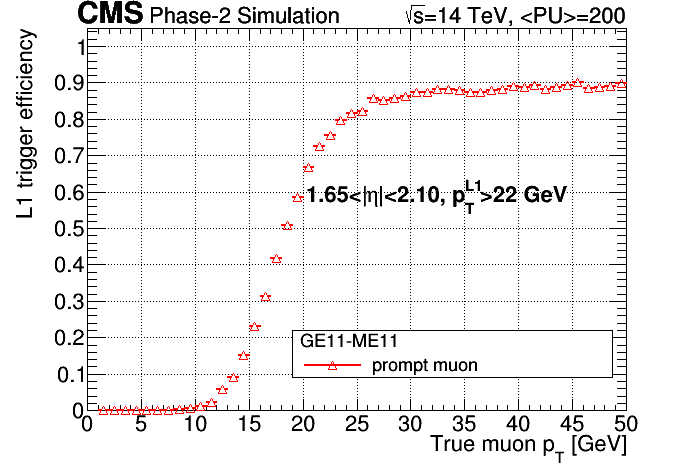 CMS Phase-2 Simulation √s=14 TeV, <PU>=200
L1 trigger efficiency
1
0.9
0.8
0.7
0.6
0.5
0.4
0.3
0.2
0.1
0
1.65<|η|<2.10, p_T^L1>22 GeV
GE11-ME11
prompt muon
0 5 10 15 20 25 30 35 40 45 50
True muon p_T [GeV]